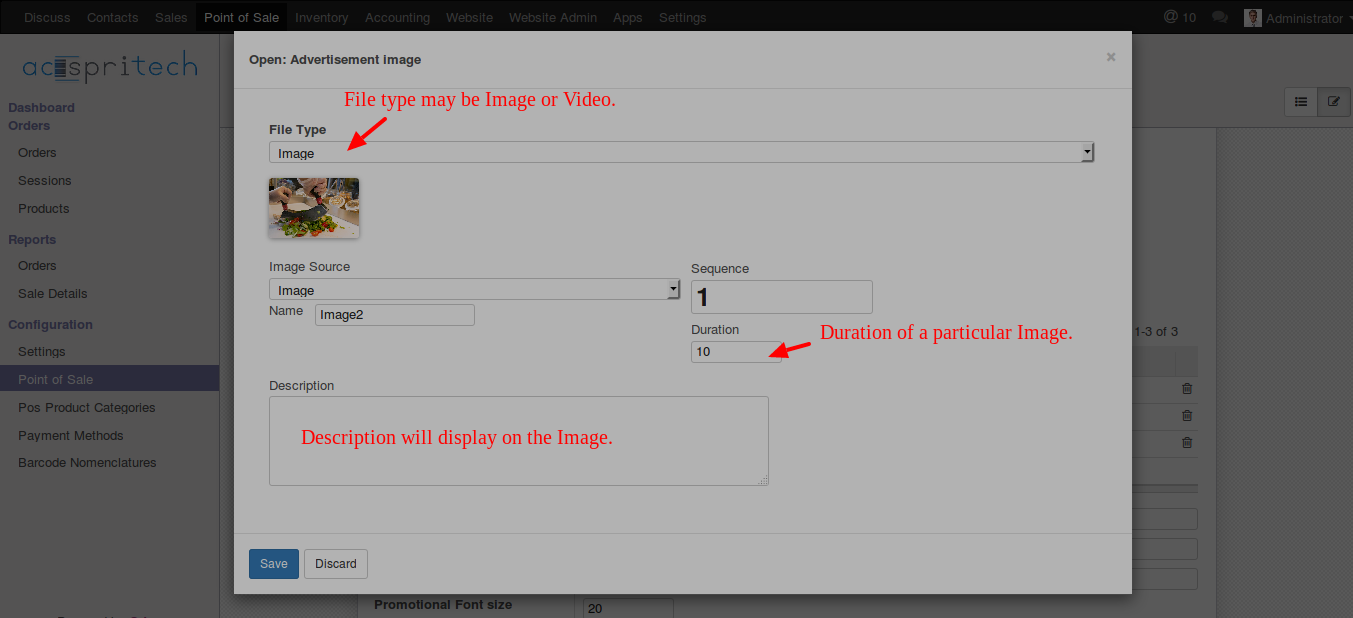 Discuss Contacts Sales Point of Sale Inventory Accounting Website Website Admin Apps Settings @ 10 Administrator
Open: Advertisement image ×
acespritech
File type may be Image or Video.
Dashboard
Orders
Orders
Sessions
Products
Reports
Orders
Sale Details
Configuration
Settings
Point of Sale
Pos Product Categories
Payment Methods
Barcode Nomenclatures
File Type
Image
Image Source
Image
Name Image2
Sequence
1
Duration
10
Duration of a particular Image.
1-3 of 3
Description
Description will display on the Image.
Save Discard
Promotional Font size 20